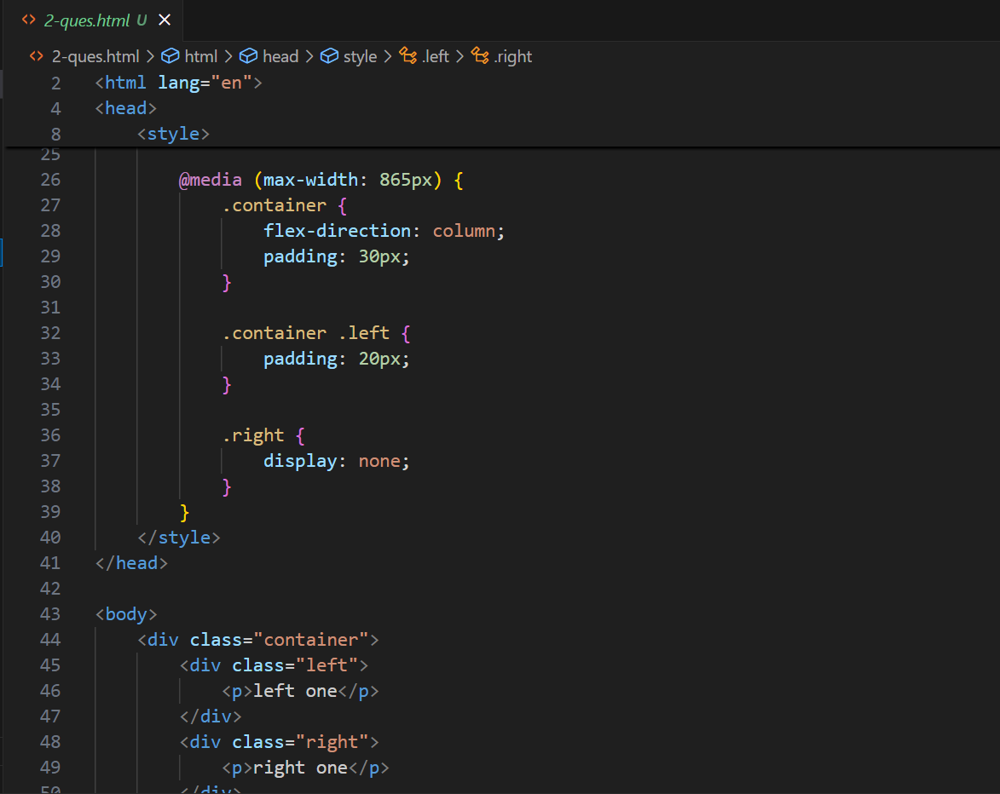 2-ques.html U
2-ques.html > html > head > style > .left > .right
2 <html lang="en">
4 <head>
8 <style>
25
26 @media (max-width: 865px) {
27 .container {
28 flex-direction: column;
29 padding: 30px;
30 }
31
32 .container .left {
33 padding: 20px;
34 }
35
36 .right {
37 display: none;
38 }
39 }
40 </style>
41 </head>
42
43 <body>
44 <div class="container">
45 <div class="left">
46 <p>left one</p>
47 </div>
48 <div class="right">
49 <p>right one</p>
50 </div>